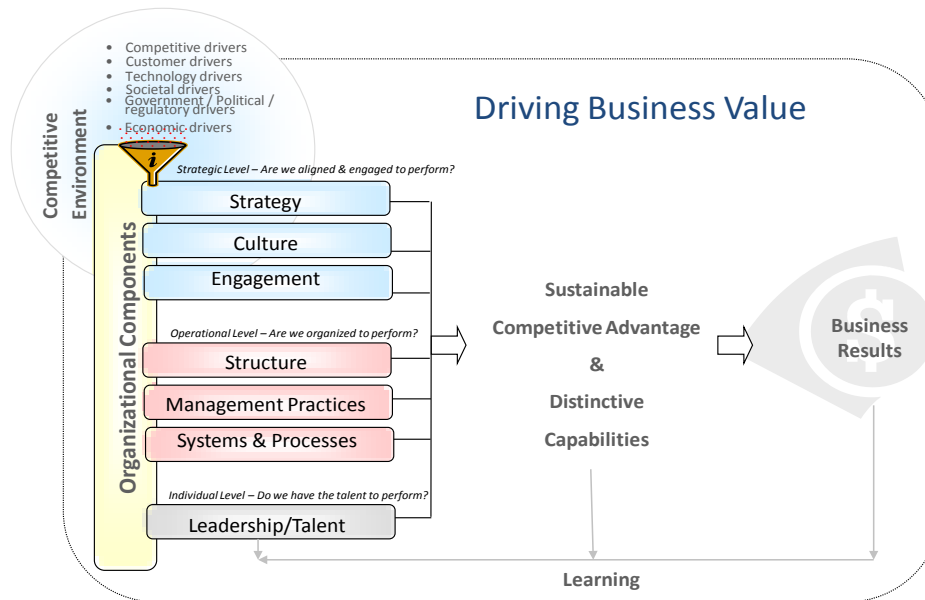 • Competitive drivers
• Customer drivers
• Technology drivers
• Societal drivers
• Government / Political /
regulatory drivers
• Economic drivers
Driving Business Value
Competitive
Environment
i
Organizational Components
Strategic Level – Are we aligned & engaged to perform?
Strategy
Culture
Engagement
Operational Level – Are we organized to perform?
Structure
Management Practices
Systems & Processes
Individual Level – Do we have the talent to perform?
Leadership/Talent
Sustainable
Competitive Advantage
&
Distinctive
Capabilities
$
Business
Results
Learning